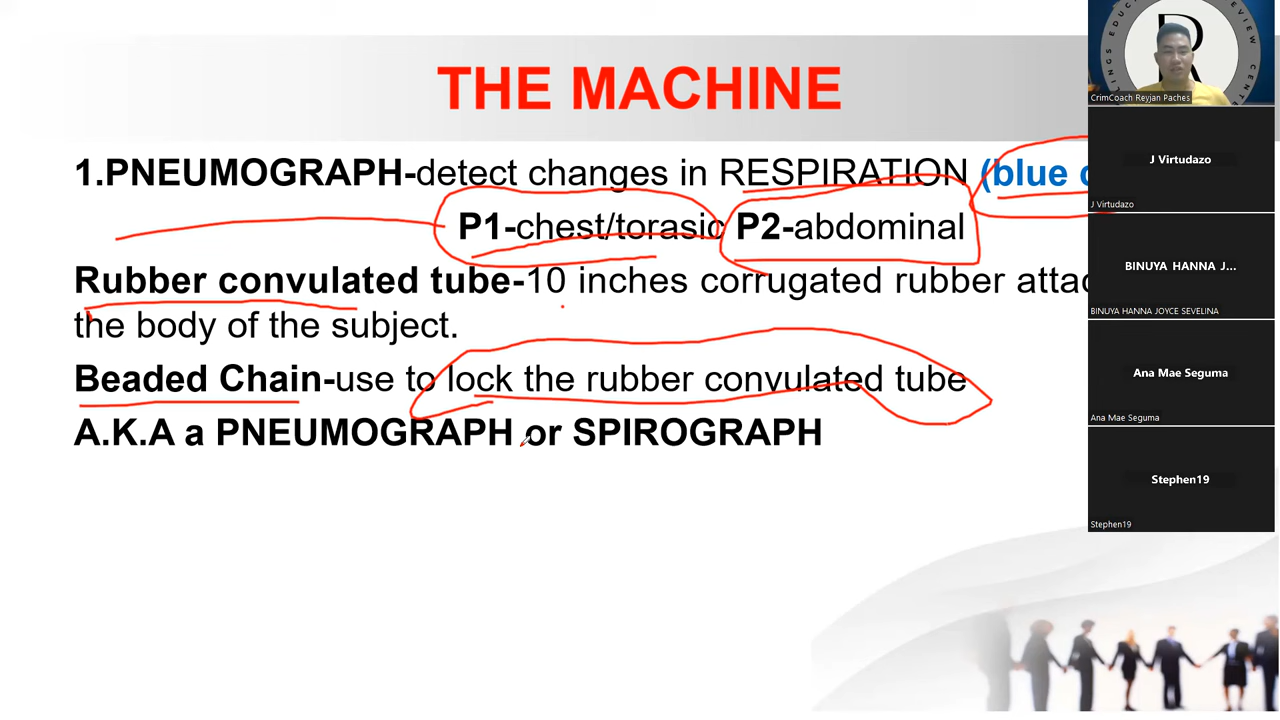 THE MACHINE
1.PNEUMOGRAPH-detect changes in RESPIRATION (blue
P1-chest/torasic P2-abdominal
Rubber convulated tube-10 inches corrugated rubber
the body of the subject.
Beaded Chain-use to lock the rubber convulated tube
A.K.A a PNEUMOGRAPH or SPIROGRAPH
R
CrimCoach Reyjan Paches
J Virtudazo
J Virtudazo
BINUYA HANNA J...
BINUYA HANNA JOYCE SEVELINA
Ana Mae Seguma
Ana Mae Seguma
Stephen19
Stephen19